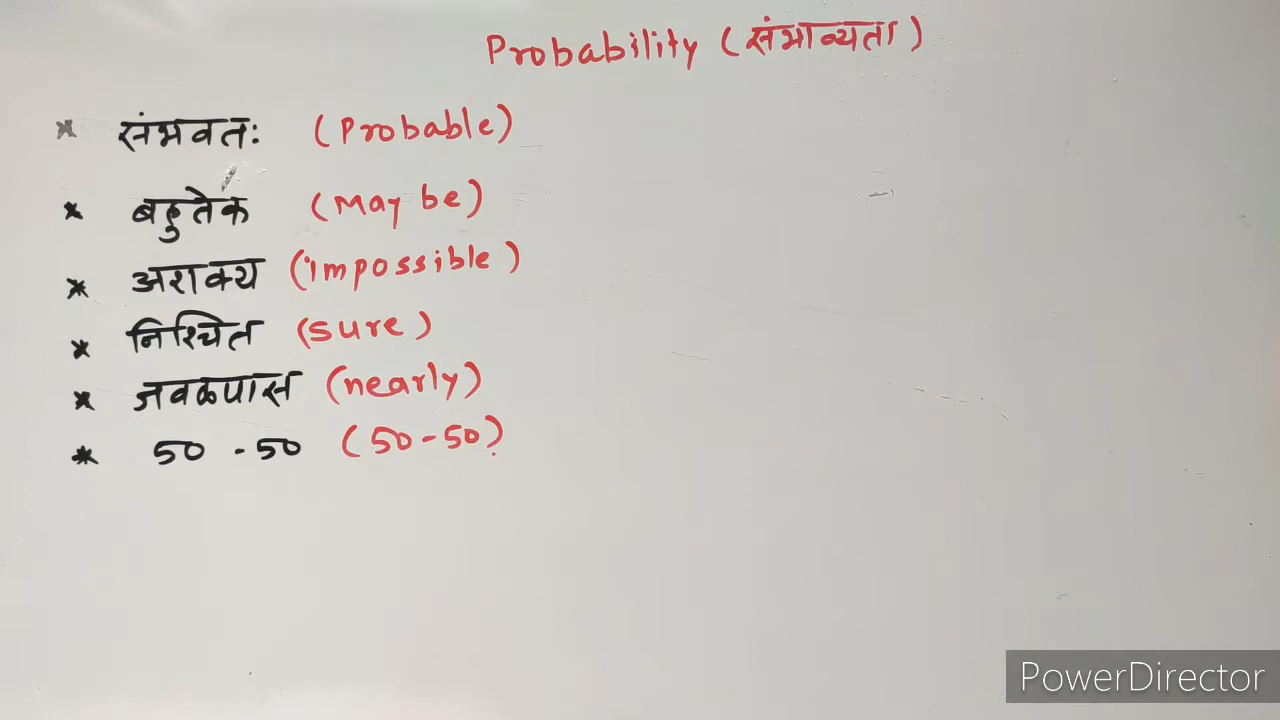 Probability (संभाव्यता)
* संभवतः (Probable)
* बहुतेक (May be)
* अशक्य (impossible)
* निश्चित (sure)
* जवळपास (nearly)
* 50 - 50 (50 - 50)
PowerDirector